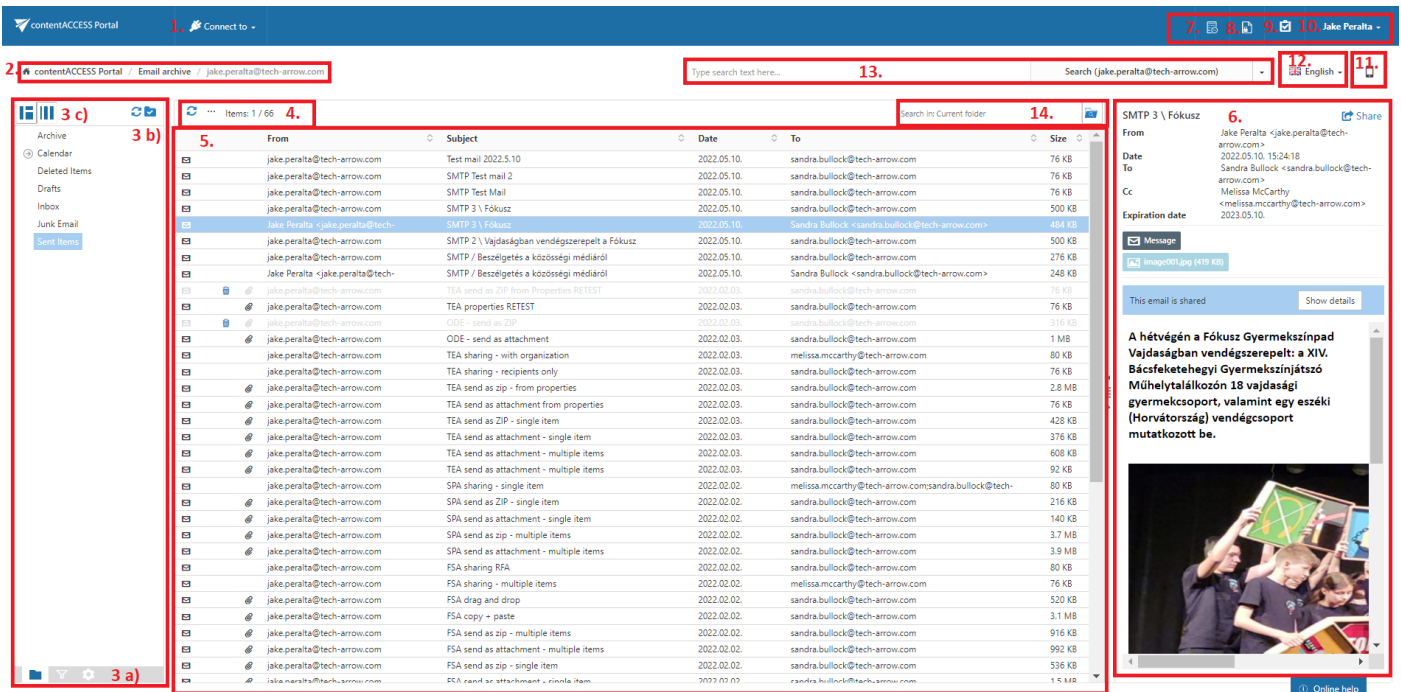 contentACCESS Portal
1. Connect to
7. 8. 9. 10. Jake Peralta
2. contentACCESS Portal / Email archive / jake.peralta@tech-arrow.com
Type search text here... 13. Search (jake.peralta@tech-arrow.com)
12. English
11.
3 c)
3 b)
Archive
Calendar
Deleted Items
Drafts
Inbox
Junk Email
Sent Items
3 a)
... Items: 1 / 66 4.
Search in: Current folder 14.
5. From Subject Date To Size
jake.peralta@tech-arrow.com Test mail 2022.5.10 2022.05.10. sandra.bullock@tech-arrow.com 76 KB
jake.peralta@tech-arrow.com SMTP Test mail 2 2022.05.10. sandra.bullock@tech-arrow.com 76 KB
jake.peralta@tech-arrow.com SMTP Test Mail 2022.05.10. sandra.bullock@tech-arrow.com 76 KB
jake.peralta@tech-arrow.com SMTP 3 \ Fókusz 2022.05.10. sandra.bullock@tech-arrow.com 500 KB
Jake Peralta <jake.peralta@tech- SMTP 3 \ Fókusz 2022.05.10. Sandra Bullock <sandra.bullock@tech-arrow.com> 484 KB
jake.peralta@tech-arrow.com SMTP 2 \ Vajdaságban vendégszerepelt a Fókusz 2022.05.10. sandra.bullock@tech-arrow.com 500 KB
jake.peralta@tech-arrow.com SMTP / Beszélgetés a közösségi médiáról 2022.05.10. sandra.bullock@tech-arrow.com 276 KB
Jake Peralta <jake.peralta@tech- SMTP / Beszélgetés a közösségi médiáról 2022.05.10. Sandra Bullock <sandra.bullock@tech-arrow.com> 248 KB
jake.peralta@tech-arrow.com TEA send as ZIP from Properties RETEST 2022.02.03. sandra.bullock@tech-arrow.com 76 KB
jake.peralta@tech-arrow.com TEA properties RETEST 2022.02.03. sandra.bullock@tech-arrow.com 76 KB
jake.peralta@tech-arrow.com ODE - send as ZIP 2022.02.03. sandra.bullock@tech-arrow.com 316 KB
jake.peralta@tech-arrow.com ODE - send as attachment 2022.02.03. sandra.bullock@tech-arrow.com 1 MB
jake.peralta@tech-arrow.com TEA sharing - with organization 2022.02.03. melissa.mccarthy@tech-arrow.com 80 KB
jake.peralta@tech-arrow.com TEA sharing - recipients only 2022.02.03. sandra.bullock@tech-arrow.com 76 KB
jake.peralta@tech-arrow.com TEA send as zip - from properties 2022.02.03. sandra.bullock@tech-arrow.com 2.8 MB
jake.peralta@tech-arrow.com TEA send as attachment from properties 2022.02.03. sandra.bullock@tech-arrow.com 76 KB
jake.peralta@tech-arrow.com TEA send as ZIP - single item 2022.02.03. sandra.bullock@tech-arrow.com 428 KB
jake.peralta@tech-arrow.com TEA send as attachment - single item 2022.02.03. sandra.bullock@tech-arrow.com 376 KB
jake.peralta@tech-arrow.com TEA send as attachment - multiple items 2022.02.03. sandra.bullock@tech-arrow.com 608 KB
jake.peralta@tech-arrow.com TEA send as attachment - multiple items 2022.02.03. sandra.bullock@tech-arrow.com 92 KB
jake.peralta@tech-arrow.com SPA sharing - single item 2022.02.02. melissa.mccarthy@tech-arrow.com;sandra.bullock@tech- 80 KB
jake.peralta@tech-arrow.com SPA send as ZIP - single item 2022.02.02. sandra.bullock@tech-arrow.com 216 KB
jake.peralta@tech-arrow.com SPA send as attachment - single item 2022.02.02. sandra.bullock@tech-arrow.com 140 KB
jake.peralta@tech-arrow.com SPA send as zip - multiple items 2022.02.02. sandra.bullock@tech-arrow.com 3.7 MB
jake.peralta@tech-arrow.com SPA send as attachment - multiple items 2022.02.02. sandra.bullock@tech-arrow.com 3.9 MB
jake.peralta@tech-arrow.com FSA sharing RFA 2022.02.02. sandra.bullock@tech-arrow.com 80 KB
jake.peralta@tech-arrow.com FSA sharing - multiple items 2022.02.02. melissa.mccarthy@tech-arrow.com 76 KB
jake.peralta@tech-arrow.com FSA drag and drop 2022.02.02. sandra.bullock@tech-arrow.com 520 KB
jake.peralta@tech-arrow.com FSA copy + paste 2022.02.02. sandra.bullock@tech-arrow.com 3.1 MB
jake.peralta@tech-arrow.com FSA send as zip - multiple items 2022.02.02. sandra.bullock@tech-arrow.com 916 KB
jake.peralta@tech-arrow.com FSA send as attachment - multiple items 2022.02.02. sandra.bullock@tech-arrow.com 992 KB
jake.peralta@tech-arrow.com FSA send as zip - single item 2022.02.02. sandra.bullock@tech-arrow.com 536 KB
jake.peralta@tech-arrow.com FSA send as attachment - single item 2022.02.02. sandra.bullock@tech-arrow.com 1.5 MB
SMTP 3 \ Fókusz 6. Share
From Jake Peralta <jake.peralta@tech-
arrow.com>
Date 2022.05.10. 15:24:18
To Sandra Bullock <sandra.bullock@tech-
arrow.com>
Cc Melissa McCarthy
<melissa.mccarthy@tech-arrow.com>
Expiration date 2023.05.10.
Message
image001.jpg (419 KB)
This email is shared Show details
A hétvégén a Fókusz Gyermekszínpad
Vajdaságban vendégszerepelt: a XIV.
Bácsfeketehegyi Gyermekszínjátszó
Műhelytalálkozón 18 vajdasági
gyermekcsoport, valamint egy eszéki
(Horvátország) vendégcsoport
mutatkozott be.
Online help